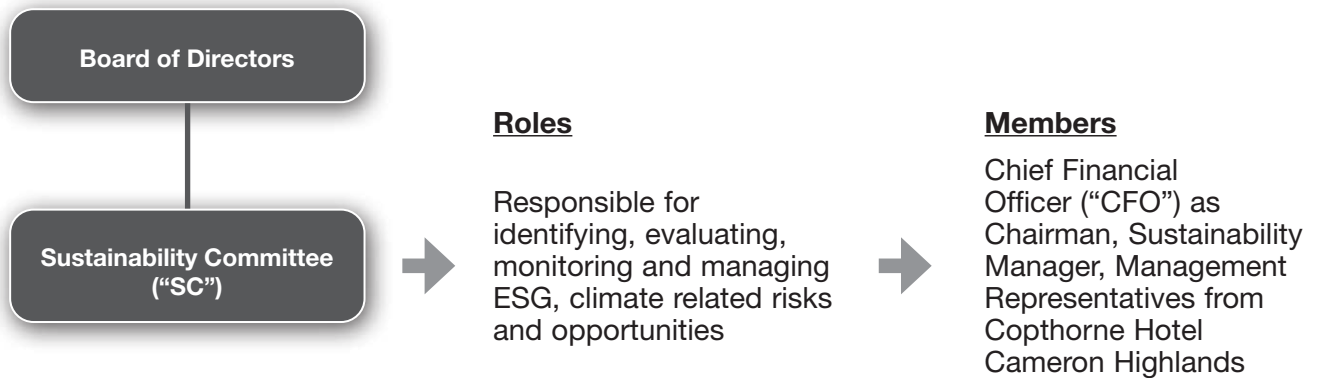 Board of Directors
Sustainability Committee
(“SC”)
Roles
Responsible for
identifying, evaluating,
monitoring and managing
ESG, climate related risks
and opportunities
Members
Chief Financial
Officer (“CFO”) as
Chairman, Sustainability
Manager, Management
Representatives from
Copthorne Hotel
Cameron Highlands